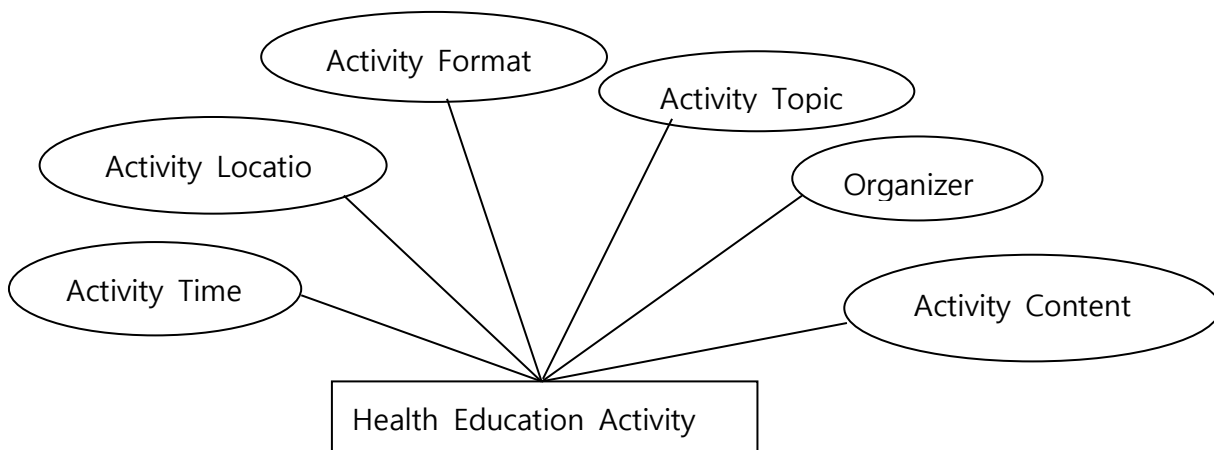 Activity Format
Activity Topic
Activity Locatio
Organizer
Activity Time
Activity Content
Health Education Activity